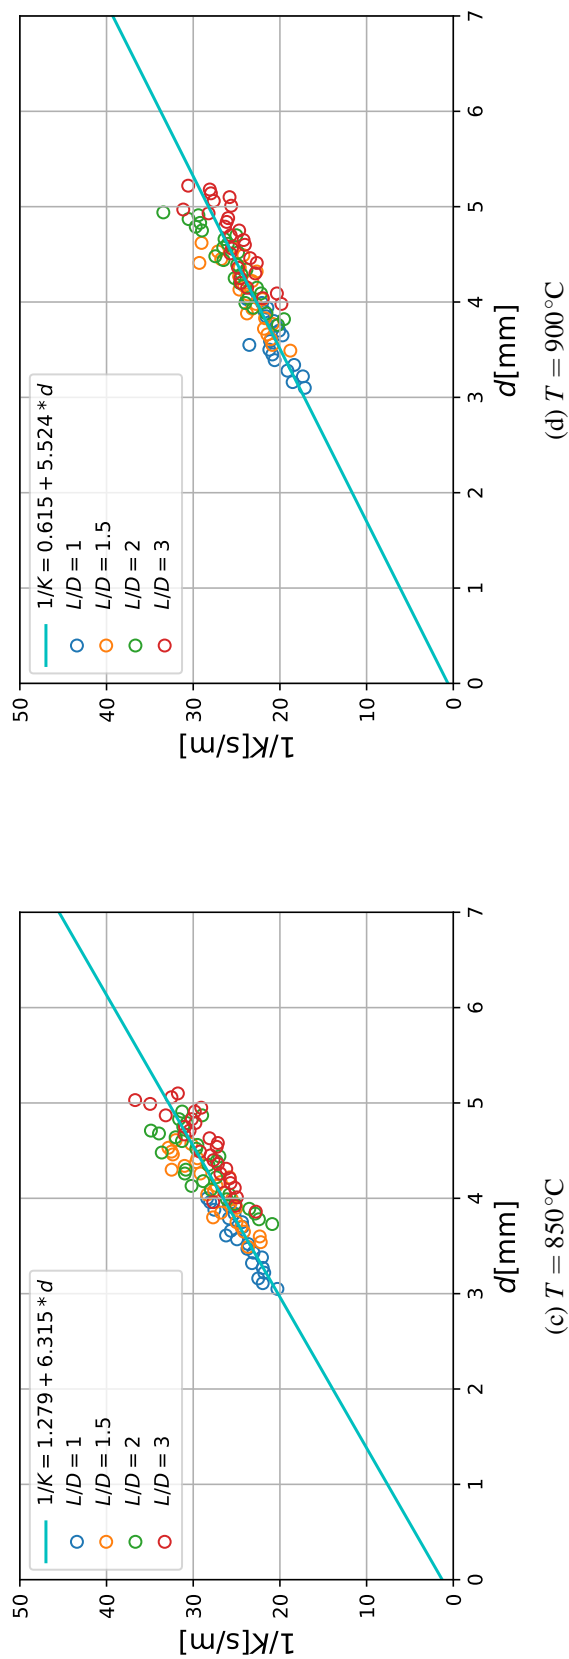 50
40
30
20
10
0
1/K[s/m]
1/K = 1.279 + 6.315 * d
L/D = 1
L/D = 1.5
L/D = 2
L/D = 3
0 1 2 3 4 5 6 7
d[mm]
(c) T = 850°C
50
40
30
20
10
0
1/K[s/m]
1/K = 0.615 + 5.524 * d
L/D = 1
L/D = 1.5
L/D = 2
L/D = 3
0 1 2 3 4 5 6 7
d[mm]
(d) T = 900°C